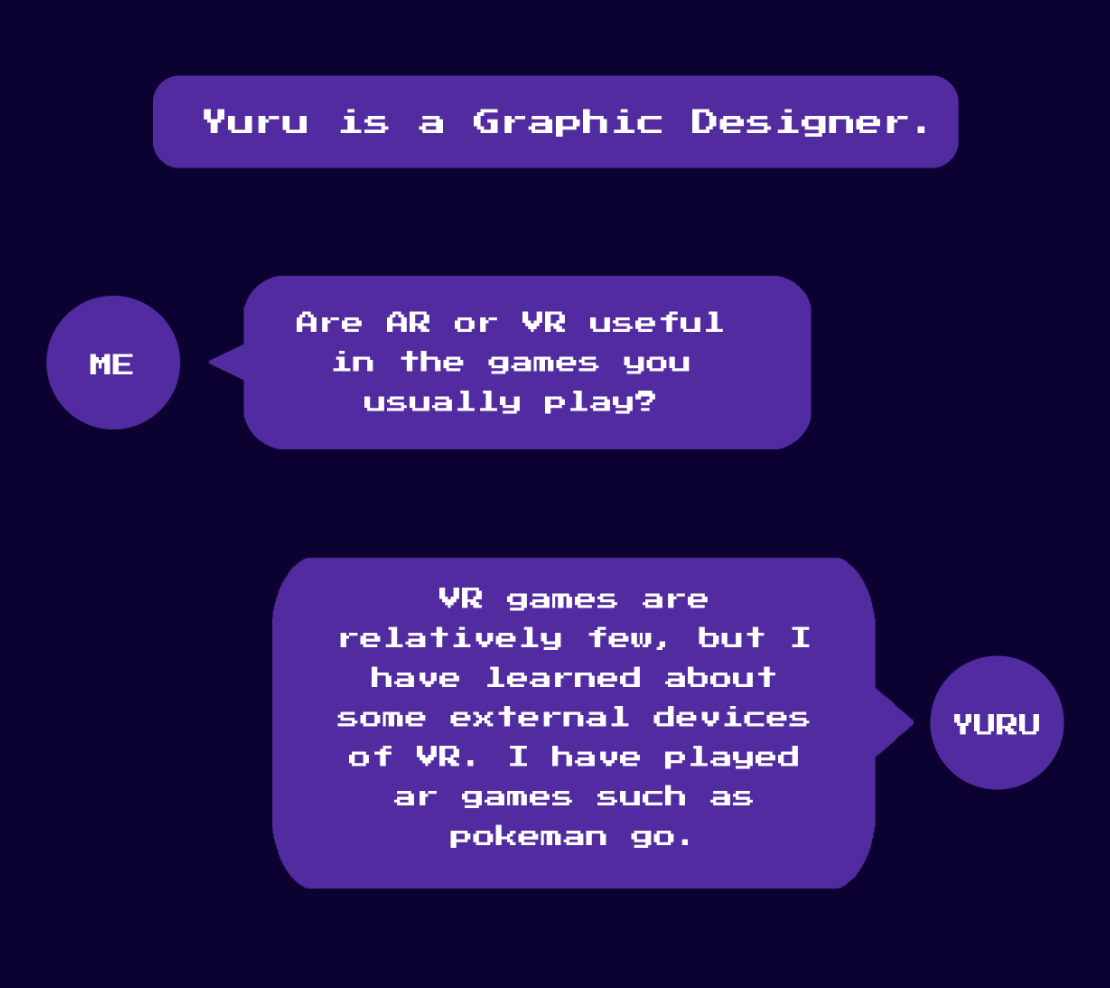 Yuru is a Graphic Designer.
ME
Are AR or VR useful
in the games you
usually play?
VR games are
relatively few, but I
have learned about
some external devices
of VR. I have played
ar games such as
pokeman go.
YURU